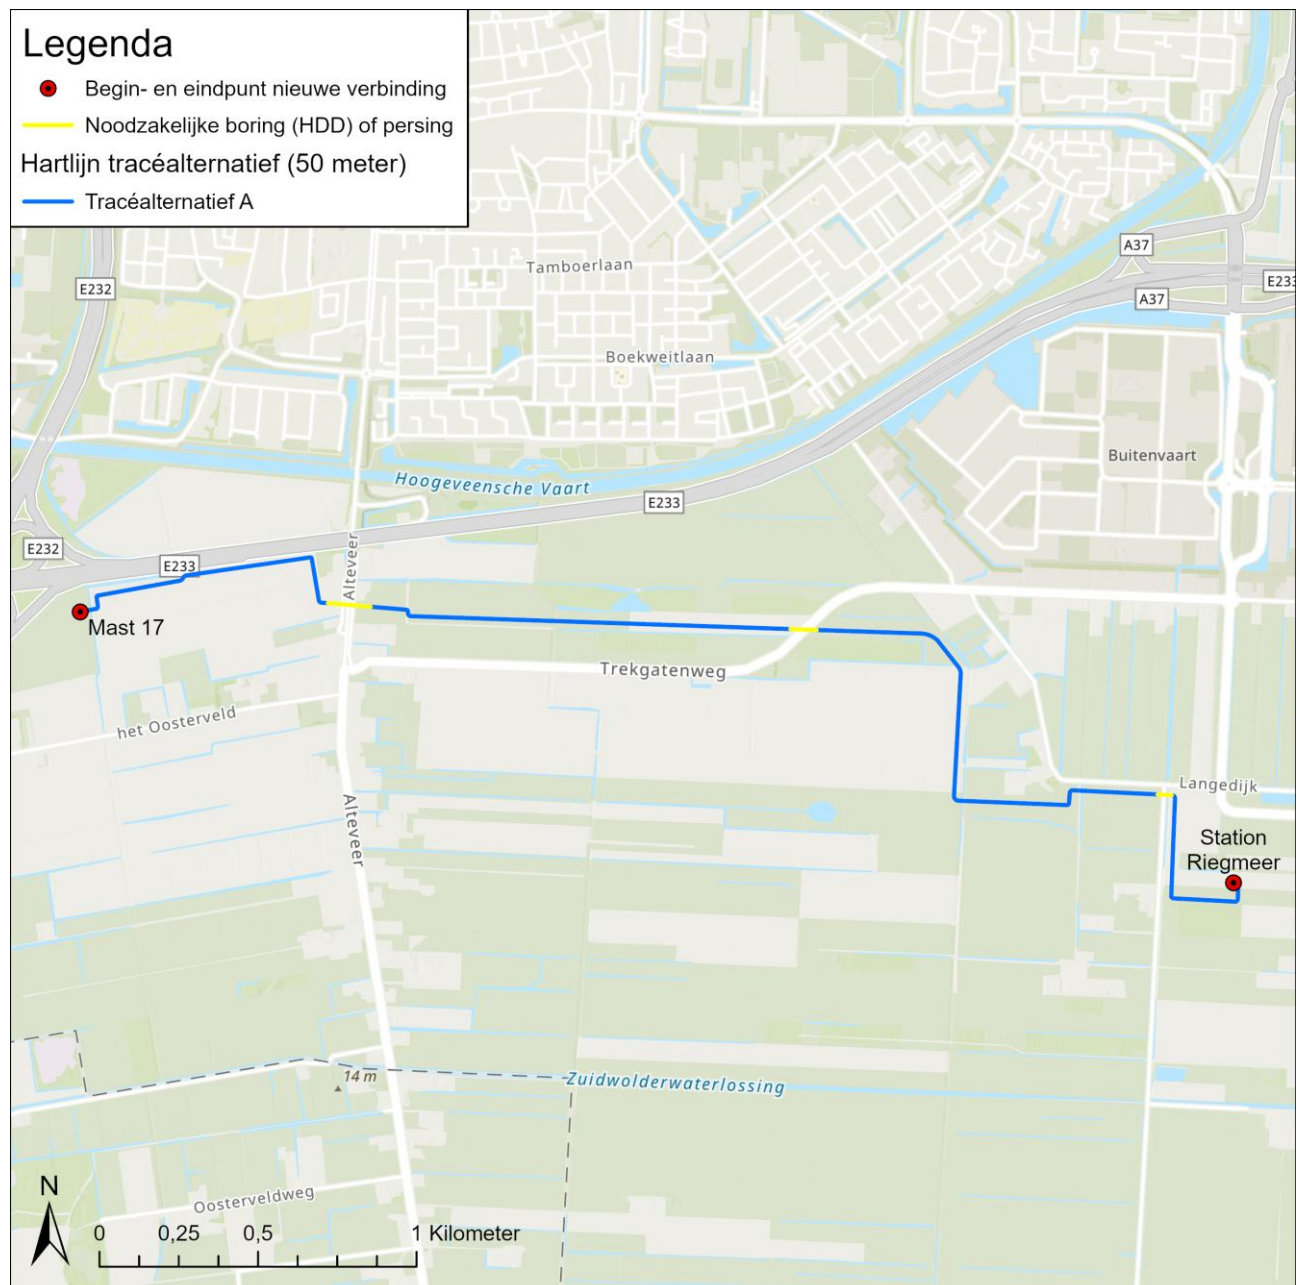 Legenda
Begin- en eindpunt nieuwe verbinding
Noodzakelijke boring (HDD) of persing
Hartlijn tracéalternatief (50 meter)
Tracéalternatief A
A37
Tamboerlaan
E233
E232
A37
Boekweitlaan
Buitenvaart
Hoogeveensche Vaart
E233
E232
E233
Alteveer
Mast 17
Trekgatenweg
het Oosterveld
Langedijk
Alteveer
Station
Riegmeer
14 m
Zuidwolderwaterlossing
Oosterveldweg
N
0 0,25 0,5 1 Kilometer